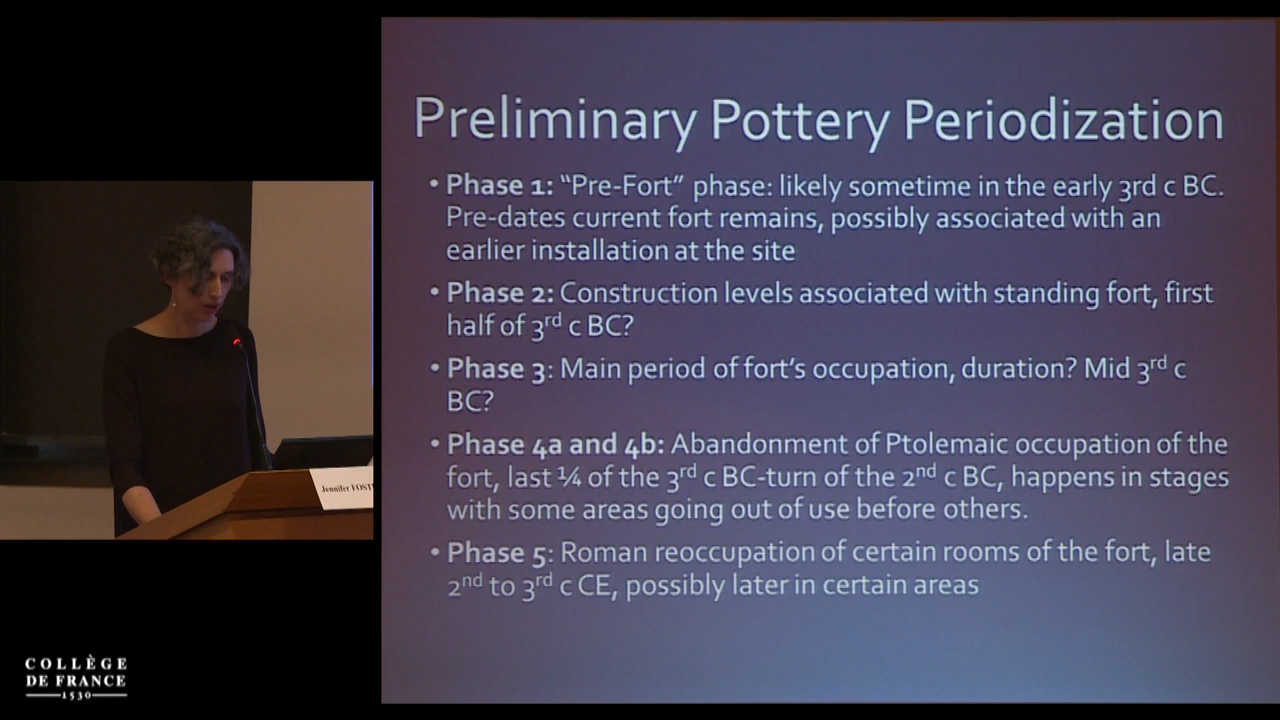 Preliminary Pottery Periodization
• Phase 1: “Pre-Fort” phase: likely sometime in the early 3rd c BC.
Pre-dates current fort remains, possibly associated with an
earlier installation at the site
• Phase 2: Construction levels associated with standing fort, first
half of 3rd c BC?
• Phase 3: Main period of fort’s occupation, duration? Mid 3rd c
BC?
• Phase 4a and 4b: Abandonment of Ptolemaic occupation of the
fort, last ¼ of the 3rd c BC-turn of the 2nd c BC, happens in stages
with some areas going out of use before others.
• Phase 5: Roman reoccupation of certain rooms of the fort, late
2nd to 3rd c CE, possibly later in certain areas
Jennifer
COLLÈGE
DE FRANCE
1530